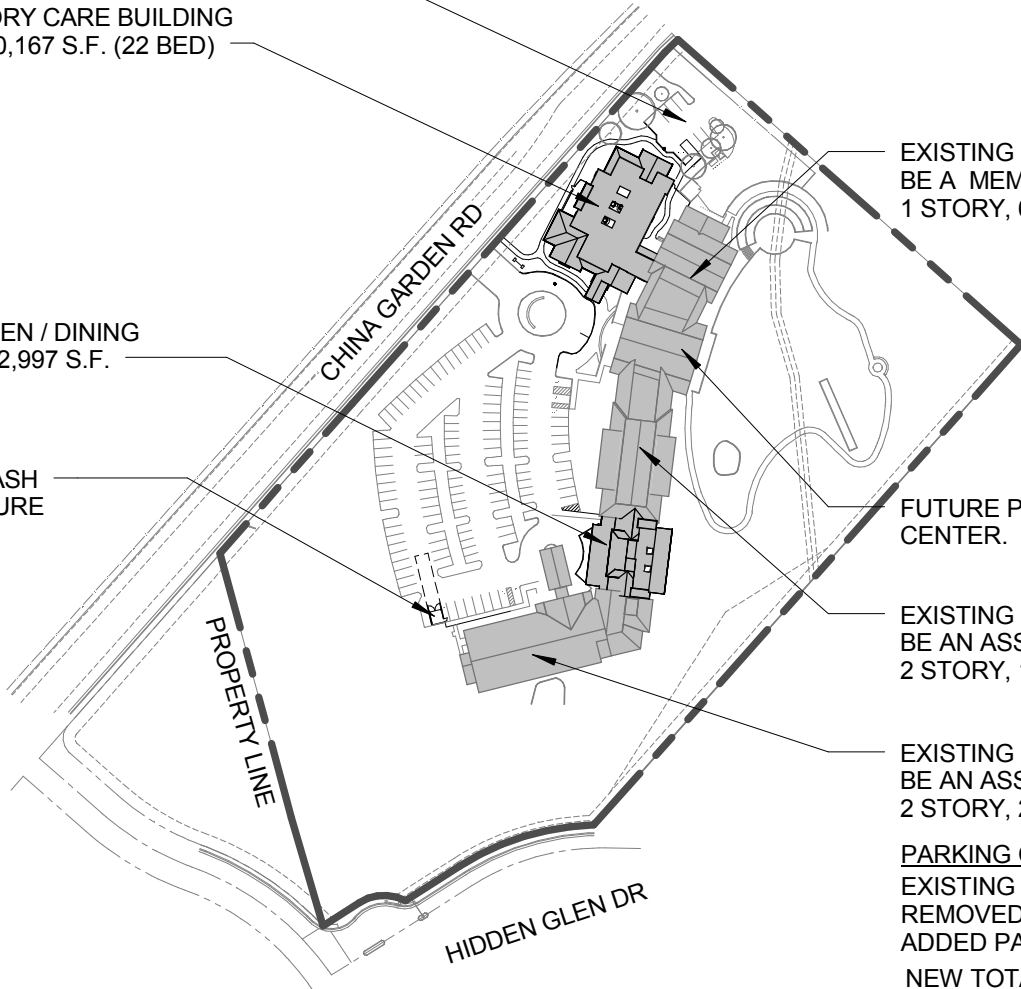 ORY CARE BUILDING
0,167 S.F. (22 BED)
CHINA GARDEN RD
EXISTING
BE A MEM
1 STORY,
EN / DINING
2,997 S.F.
ASH
URE
FUTURE P
CENTER.
EXISTING
BE AN ASS
2 STORY,
PROPERTY LINE
EXISTING
BE AN ASS
2 STORY, 2
PARKING
EXISTING
REMOVED
ADDED PA
NEW TOTA
HIDDEN GLEN DR